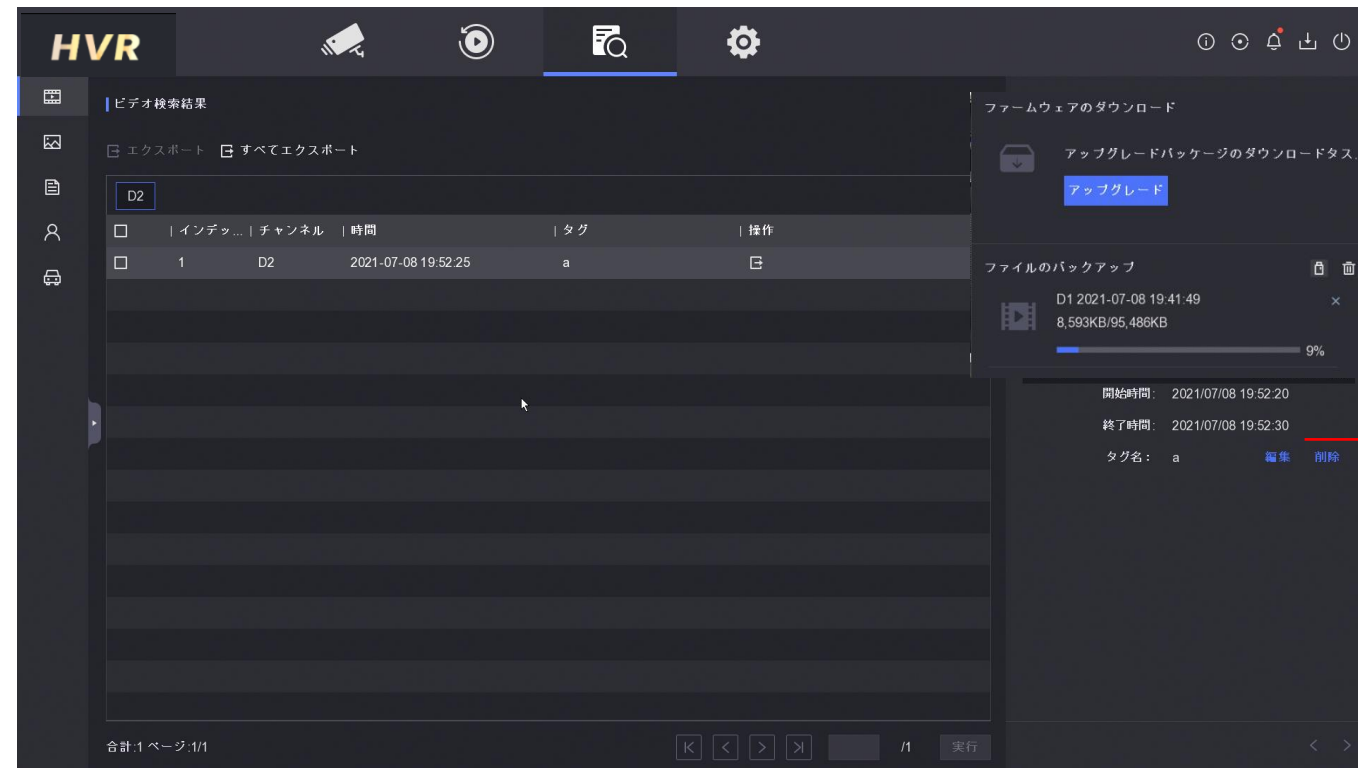 HVR
ビデオ検索結果
エクスポート すべてエクスポート
D2
インデッ... チャンネル 時間 タグ 操作
1 D2 2021-07-08 19:52:25 a
合計:1 ページ:1/1
/1 実行
ファームウェアのダウンロード
アップグレードパッケージのダウンロードタス.
アップグレード
ファイルのバックアップ
D1 2021-07-08 19:41:49
8,593KB/95,486KB
9%
開始時間: 2021/07/08 19:52:20
終了時間: 2021/07/08 19:52:30
タグ名: a 編集 削除